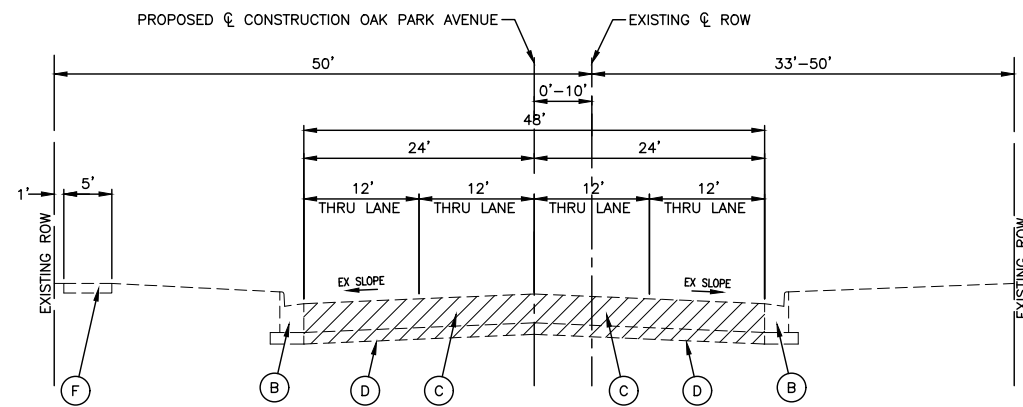 PROPOSED ℄ CONSTRUCTION OAK PARK AVENUE
EXISTING ℄ ROW
50'
33'-50'
0'-10'
48'
24'
24'
1'
5'
12'
12'
12'
12'
THRU LANE
THRU LANE
THRU LANE
THRU LANE
EXISTING ROW
EX SLOPE
EX SLOPE
EXISTING ROW
F
B
D
C
C
D
B